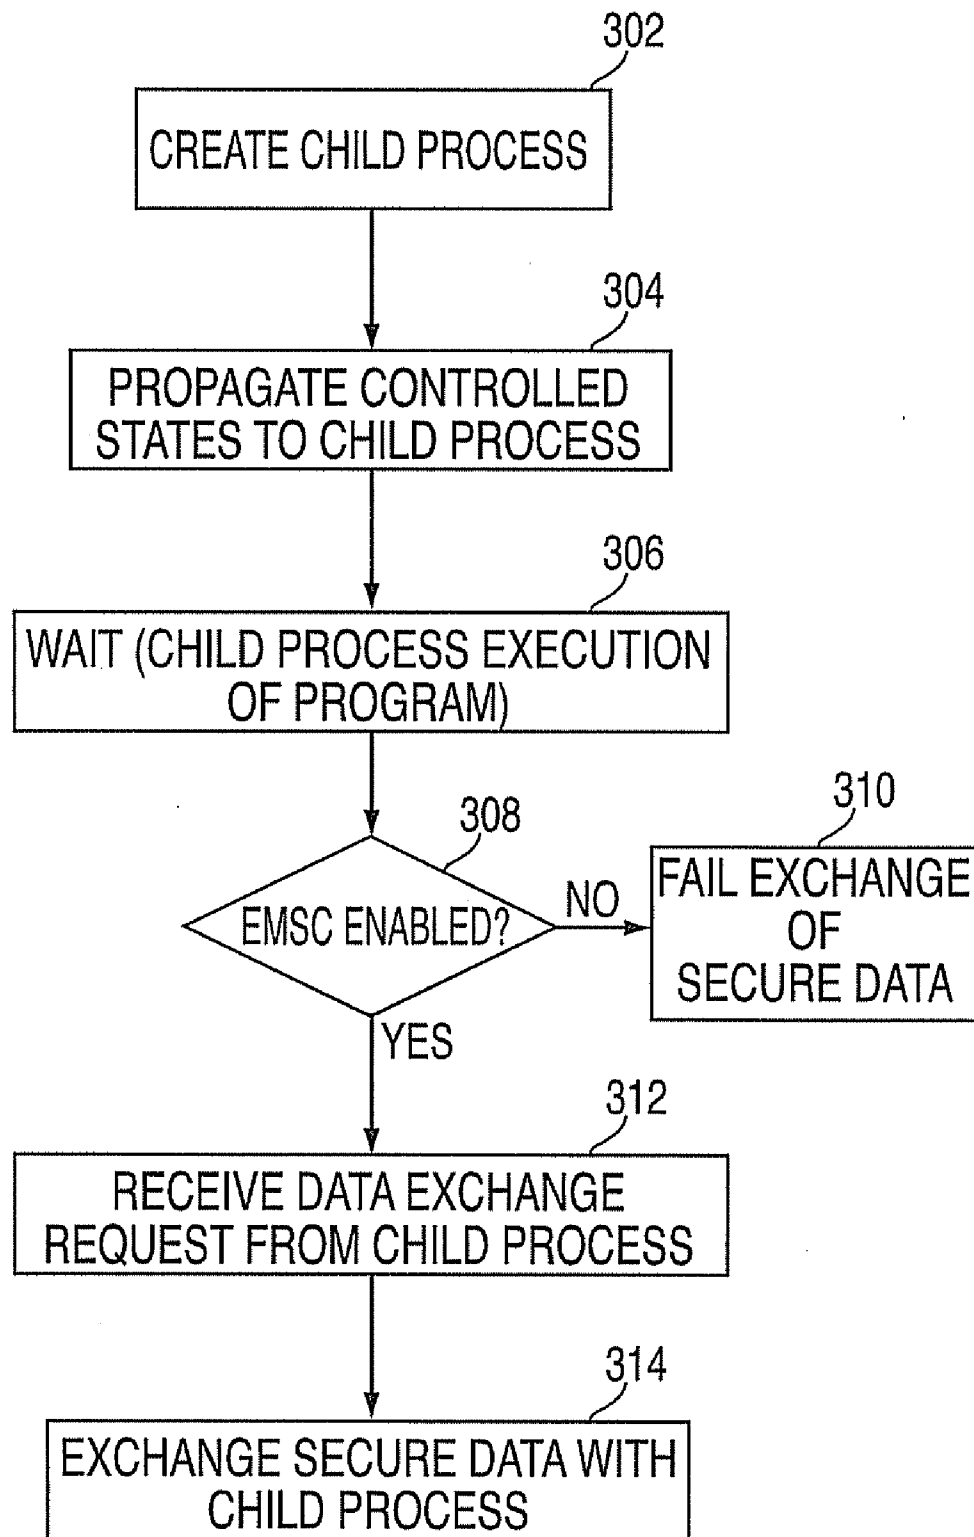 302
CREATE CHILD PROCESS
304
PROPAGATE CONTROLLED
STATES TO CHILD PROCESS
306
WAIT (CHILD PROCESS EXECUTION
OF PROGRAM)
308
EMSC ENABLED?
NO
310
FAIL EXCHANGE
OF
SECURE DATA
YES
312
RECEIVE DATA EXCHANGE
REQUEST FROM CHILD PROCESS
314
EXCHANGE SECURE DATA WITH
CHILD PROCESS